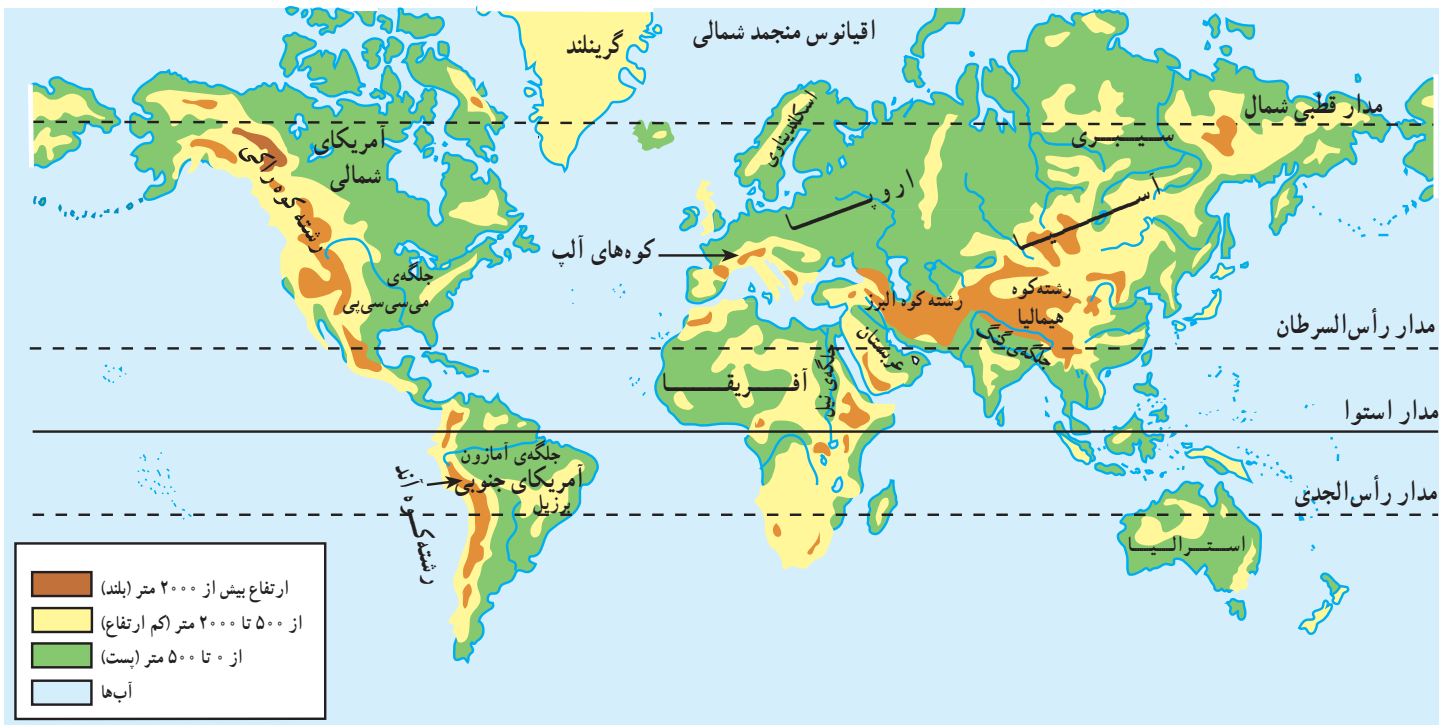 اقیانوس منجمد شمالی
گرینلند
مدار قطبی شمال
اسکاندیناوی
سیبری
آمریکای
شمالی
رشته کوه راکی
اروپا
آسیا
کوه‌های آلپ
جلگه‌ی
می‌سی‌سی‌پی
رشته کوه البرز
رشته‌کوه
هیمالیا
مدار رأس‌السرطان
عربستان
جلگه‌ی گنگ
جلگه‌ی نیل
آفریقا
مدار استوا
جلگه‌ی آمازون
آمریکای جنوبی
برزیل
رشته‌کوه آند
مدار رأس‌الجدی
استرالیا
ارتفاع بیش از ۲۰۰۰ متر (بلند)
از ۵۰۰ تا ۲۰۰۰ متر (کم ارتفاع)
از ۰ تا ۵۰۰ متر (پست)
آب‌ها